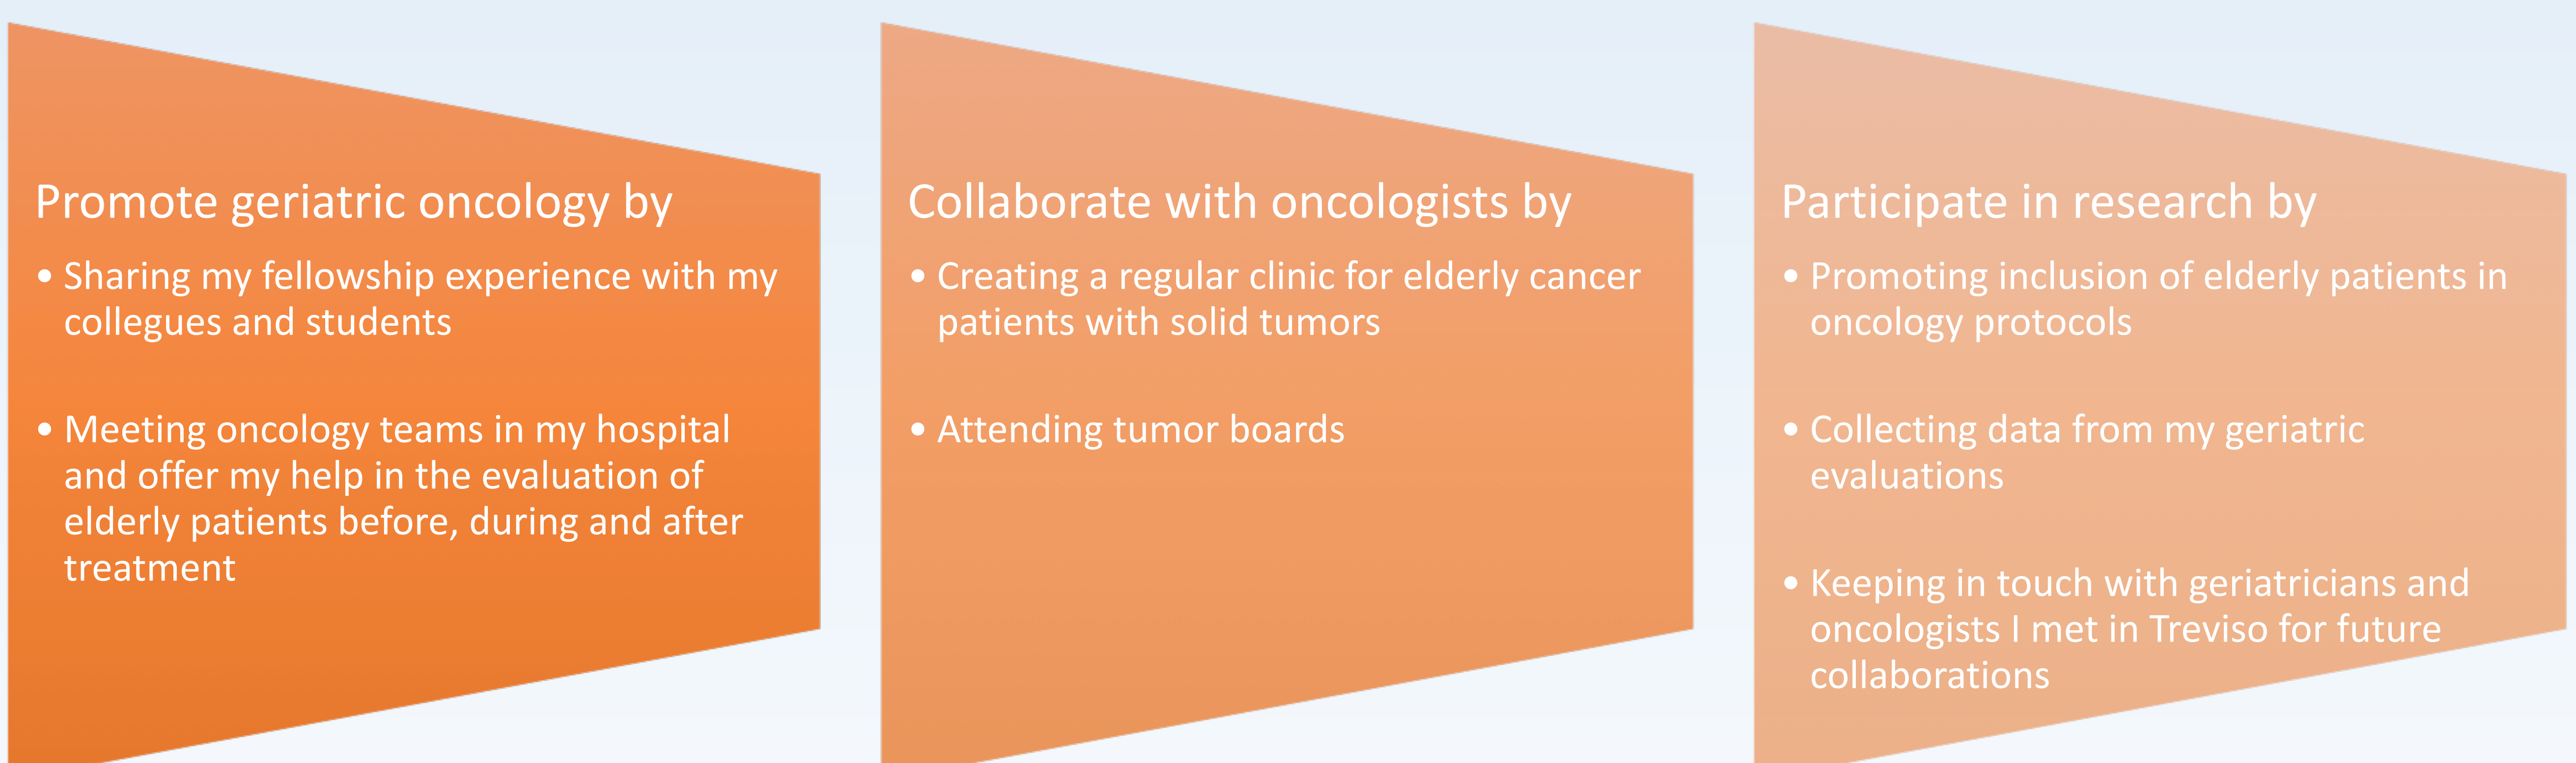 Promote geriatric oncology by
• Sharing my fellowship experience with my
collegues and students
• Meeting oncology teams in my hospital
and offer my help in the evaluation of
elderly patients before, during and after
treatment
Collaborate with oncologists by
• Creating a regular clinic for elderly cancer
patients with solid tumors
• Attending tumor boards
Participate in research by
• Promoting inclusion of elderly patients in
oncology protocols
• Collecting data from my geriatric
evaluations
• Keeping in touch with geriatricians and
oncologists I met in Treviso for future
collaborations